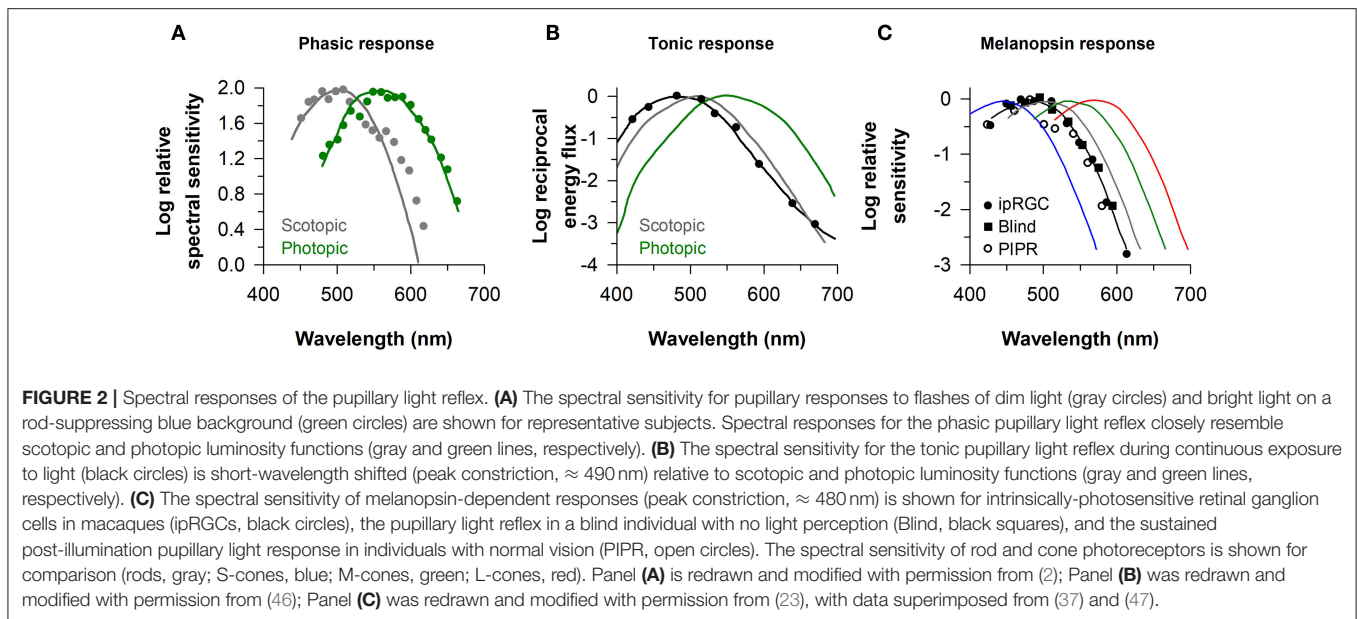 A
Phasic response
Log relative
spectral sensitivity
2.0
1.6
1.2
0.8
0.4
0.0
Scotopic
Photopic
400 500 600 700
Wavelength (nm)
B
Tonic response
Log reciprocal
energy flux
0
-1
-2
-3
-4
Scotopic
Photopic
400 500 600 700
Wavelength (nm)
C
Melanopsin response
Log relative
sensitivity
0
-1
-2
-3
ipRGC
Blind
PIPR
400 500 600 700
Wavelength (nm)
FIGURE 2 | Spectral responses of the pupillary light reflex. (A) The spectral sensitivity for pupillary responses to flashes of dim light (gray circles) and bright light on a
rod-suppressing blue background (green circles) are shown for representative subjects. Spectral responses for the phasic pupillary light reflex closely resemble
scotopic and photopic luminosity functions (gray and green lines, respectively). (B) The spectral sensitivity for the tonic pupillary light reflex during continuous exposure
to light (black circles) is short-wavelength shifted (peak constriction, ≈ 490 nm) relative to scotopic and photopic luminosity functions (gray and green lines,
respectively). (C) The spectral sensitivity of melanopsin-dependent responses (peak constriction, ≈ 480 nm) is shown for intrinsically-photosensitive retinal ganglion
cells in macaques (ipRGCs, black circles), the pupillary light reflex in a blind individual with no light perception (Blind, black squares), and the sustained
post-illumination pupillary light response in individuals with normal vision (PIPR, open circles). The spectral sensitivity of rod and cone photoreceptors is shown for
comparison (rods, gray; S-cones, blue; M-cones, green; L-cones, red). Panel (A) is redrawn and modified with permission from (2); Panel (B) was redrawn and
modified with permission from (46); Panel (C) was redrawn and modified with permission from (23), with data superimposed from (37) and (47).